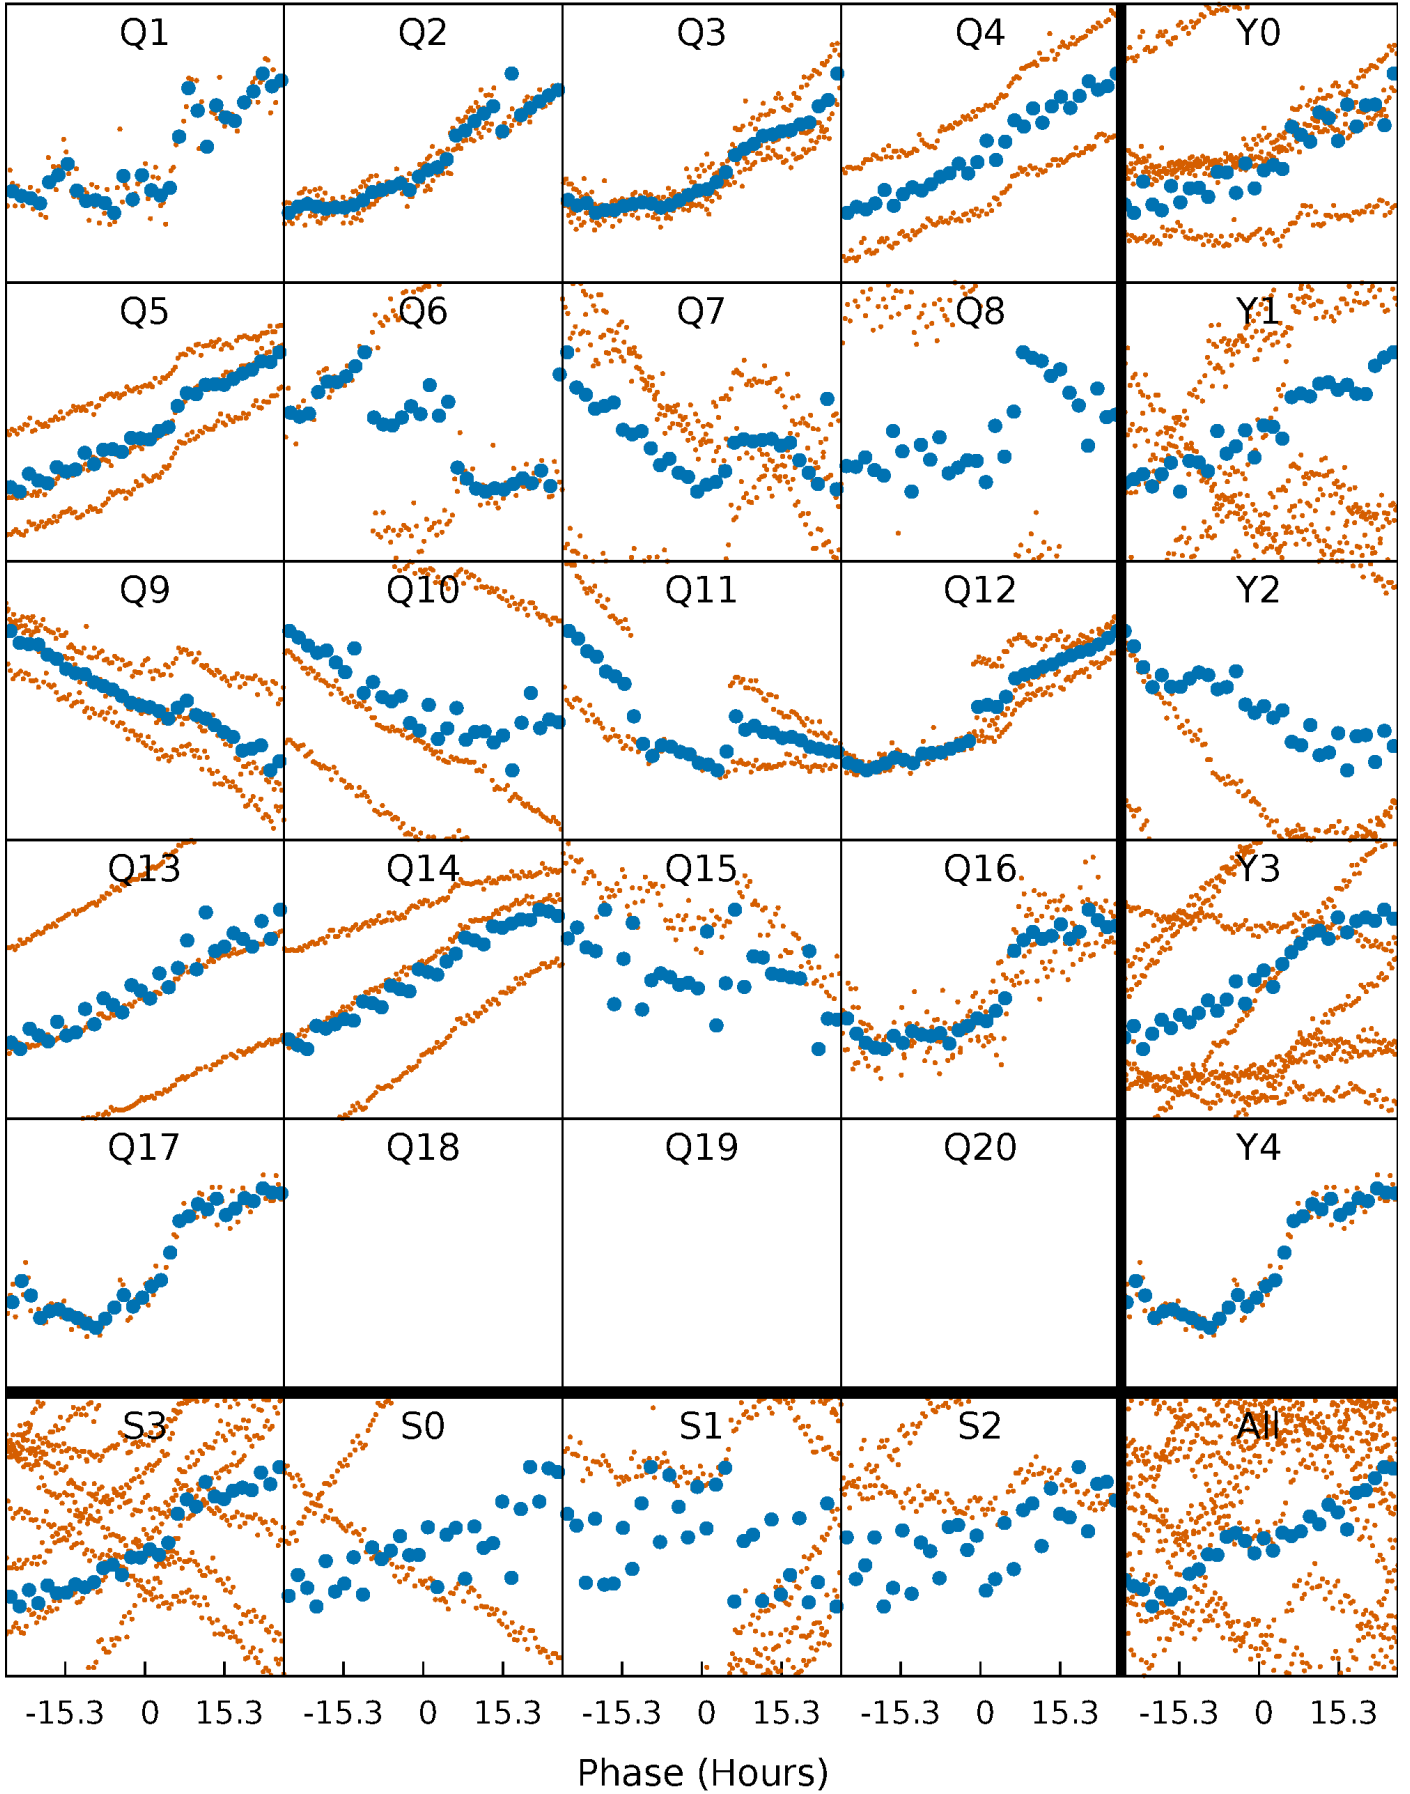 Q1 Q2 Q3 Q4 Y0
Q5 Q6 Q7 Q8 Y1
Q9 Q10 Q11 Q12 Y2
Q13 Q14 Q15 Q16 Y3
Q17 Q18 Q19 Q20 Y4
S3 S0 S1 S2 All
-15.3 0 15.3 -15.3 0 15.3 -15.3 0 15.3 -15.3 0 15.3 -15.3 0 15.3
Phase (Hours)